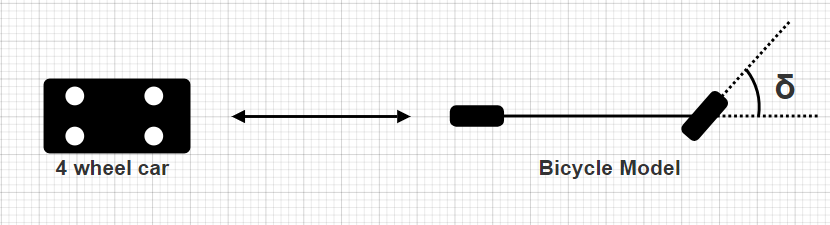 δ
4 wheel car
Bicycle Model